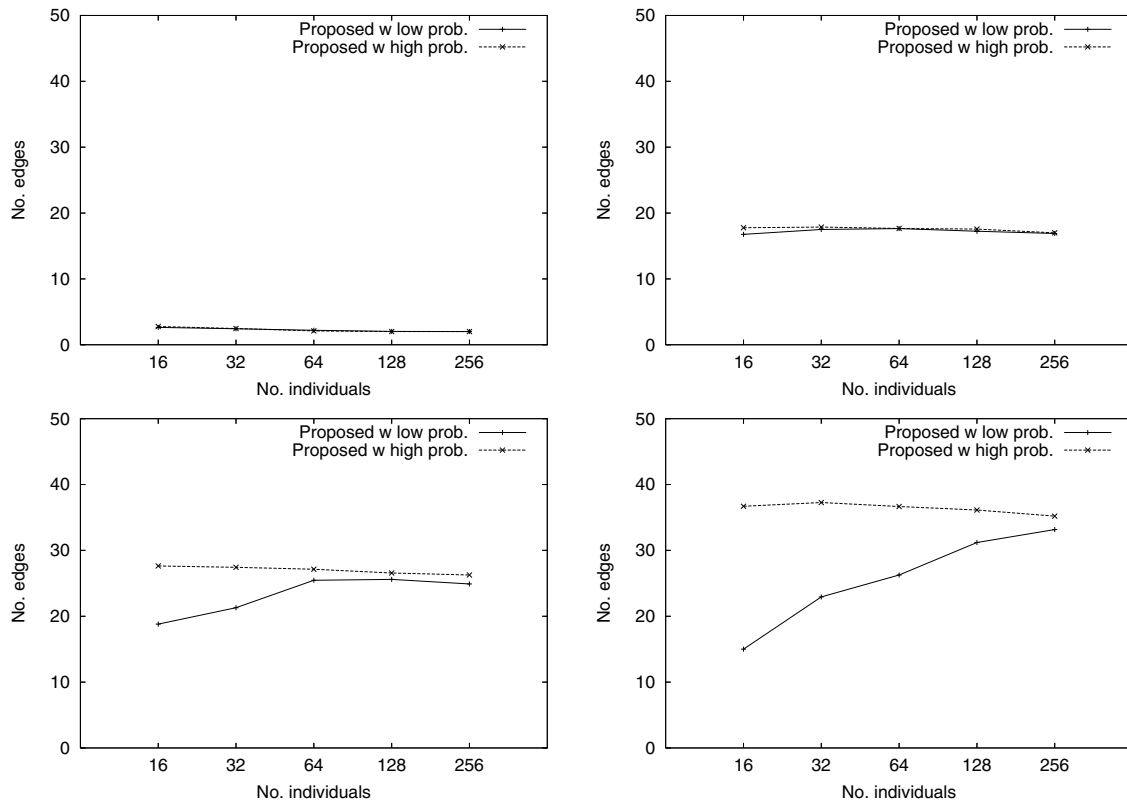 50
40
30
20
10
0
No. edges
Proposed w low prob.
Proposed w high prob.
16 32 64 128 256
No. individuals
50
40
30
20
10
0
No. edges
Proposed w low prob.
Proposed w high prob.
16 32 64 128 256
No. individuals
50
40
30
20
10
0
No. edges
Proposed w low prob.
Proposed w high prob.
16 32 64 128 256
No. individuals
50
40
30
20
10
0
No. edges
Proposed w low prob.
Proposed w high prob.
16 32 64 128 256
No. individuals